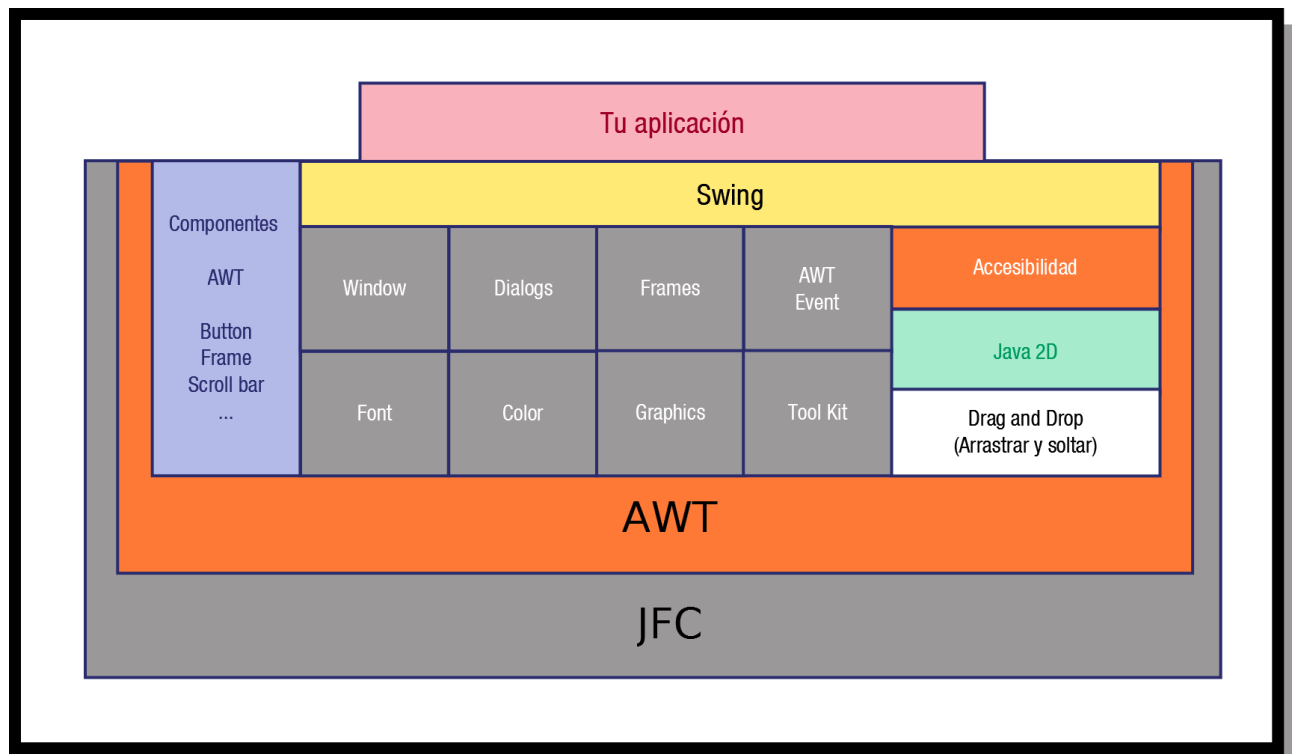 Tu aplicación
Swing
Componentes
AWT
Button
Frame
Scroll bar
...
Window
Dialogs
Frames
AWT
Event
Accesibilidad
Java 2D
Font
Color
Graphics
Tool Kit
Drag and Drop
(Arrastrar y soltar)
AWT
JFC